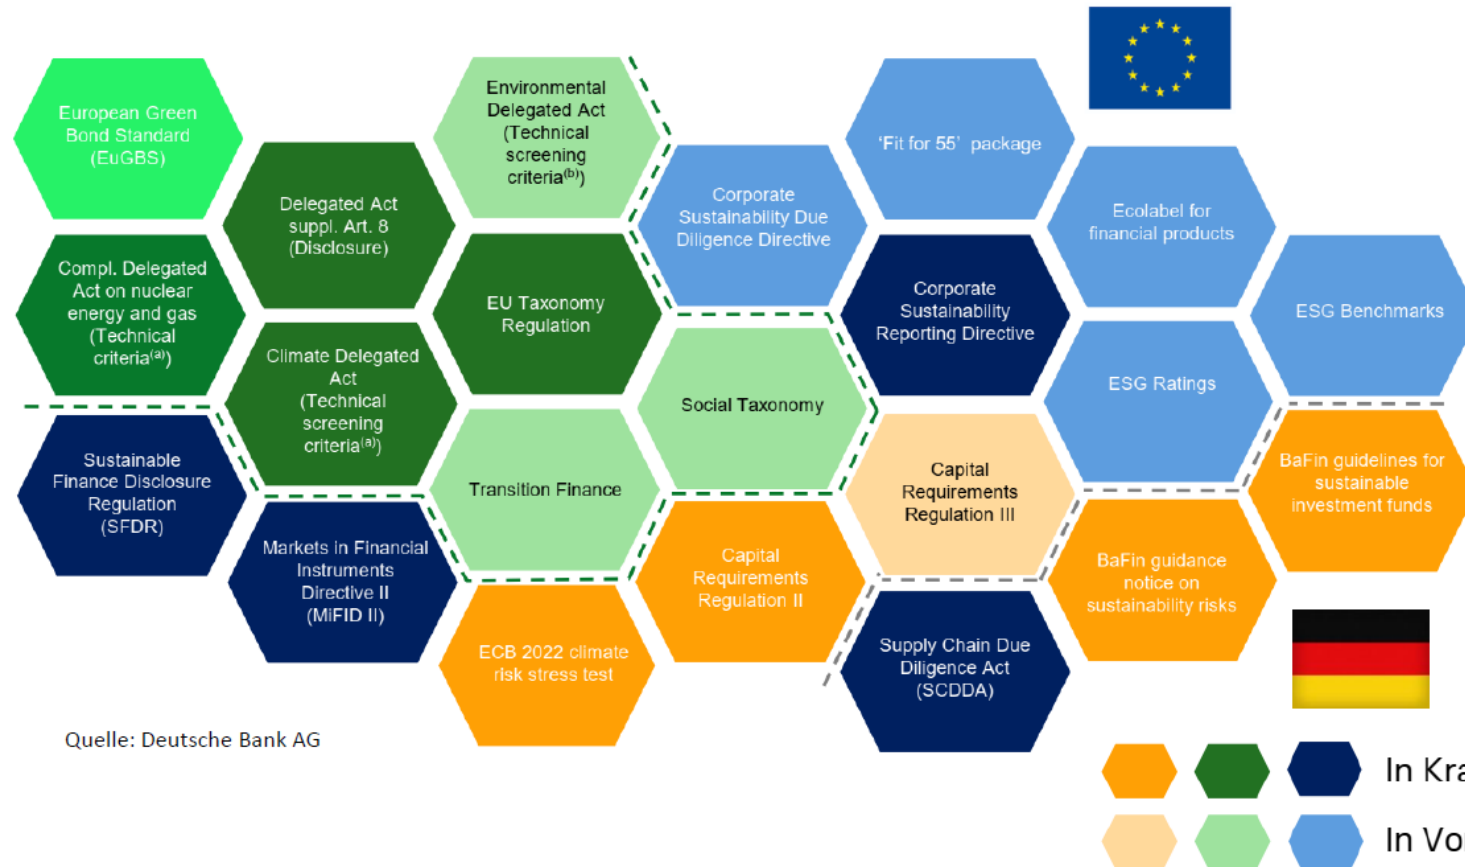 European Green
Bond Standard
(EuGBS)
Compl. Delegated
Act on nuclear
energy and gas
(Technical
criteria(a))
Sustainable
Finance Disclosure
Regulation
(SFDR)
Delegated Act
suppl. Art. 8
(Disclosure)
Climate Delegated
Act
(Technical
screening
criteria(a))
Markets in Financial
Instruments
Directive II
(MiFID II)
Environmental
Delegated Act
(Technical
screening
criteria(b))
EU Taxonomy
Regulation
Transition Finance
ECB 2022 climate
risk stress test
Corporate
Sustainability Due
Diligence Directive
Social Taxonomy
Capital
Requirements
Regulation II
'Fit for 55' package
Corporate
Sustainability
Reporting Directive
Capital
Requirements
Regulation III
Supply Chain Due
Diligence Act
(SCDDA)
Ecolabel for
financial products
ESG Ratings
BaFin guidance
notice on
sustainability risks
ESG Benchmarks
BaFin guidelines for
sustainable
investment funds
Quelle: Deutsche Bank AG
In
In